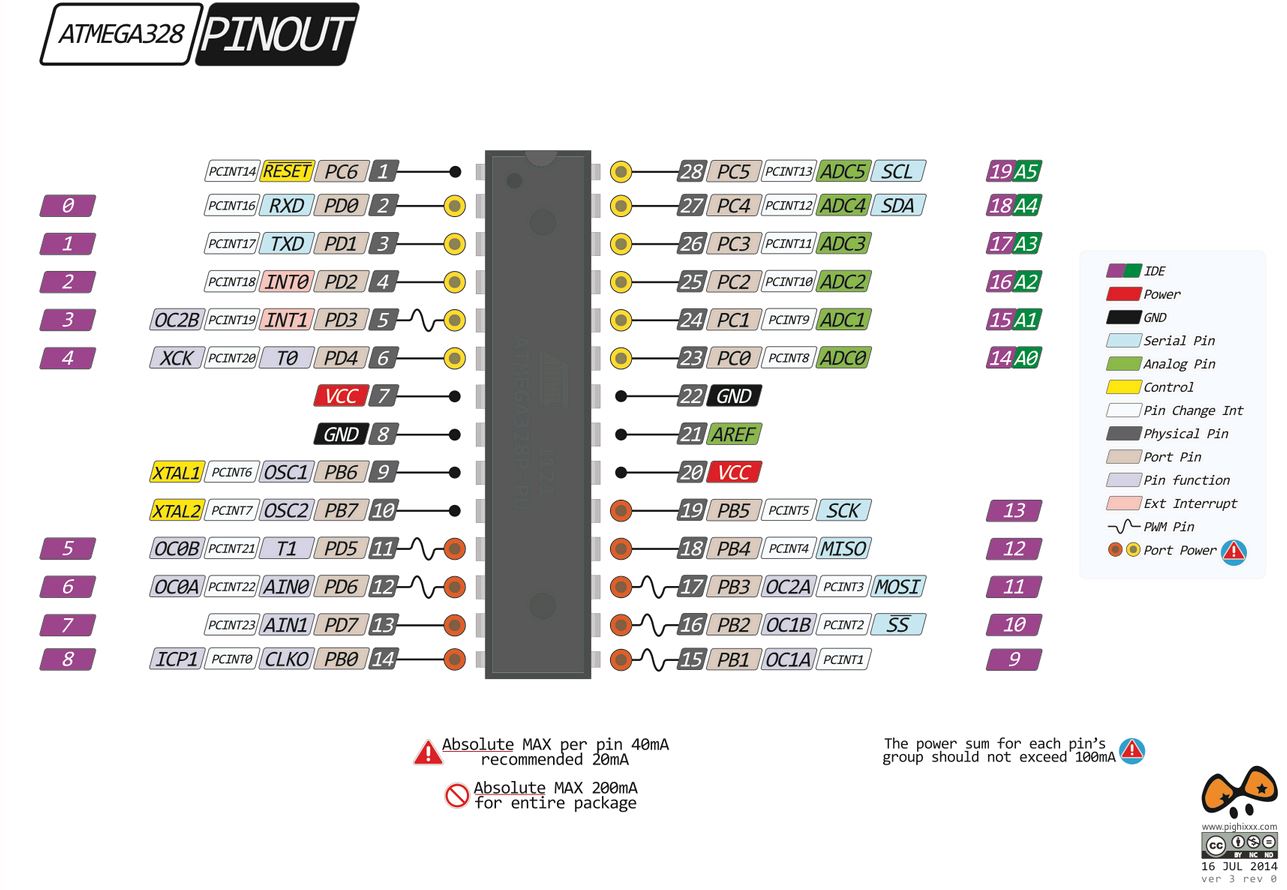 ATMEGA328 PINOUT
PCINT14 RESET PC6 1 28 PC5 PCINT13 ADC5 SCL 19 A5
0 PCINT16 RXD PD0 2 27 PC4 PCINT12 ADC4 SDA 18 A4
1 PCINT17 TXD PD1 3 26 PC3 PCINT11 ADC3 17 A3
2 PCINT18 INT0 PD2 4 25 PC2 PCINT10 ADC2 16 A2
3 OC2B PCINT19 INT1 PD3 5 24 PC1 PCINT9 ADC1 15 A1
4 XCK PCINT20 T0 PD4 6 23 PC0 PCINT8 ADC0 14 A0
VCC 7 22 GND
GND 8 21 AREF
XTAL1 PCINT6 OSC1 PB6 9 20 VCC
XTAL2 PCINT7 OSC2 PB7 10 19 PB5 PCINT5 SCK 13
5 OC0B PCINT21 T1 PD5 11 18 PB4 PCINT4 MISO 12
6 OC0A PCINT22 AIN0 PD6 12 17 PB3 OC2A PCINT3 MOSI 11
7 PCINT23 AIN1 PD7 13 16 PB2 OC1B PCINT2 SS 10
8 ICP1 PCINT0 CLKO PB0 14 15 PB1 OC1A PCINT1 9
ATMEGA328P-PU
IDE
Power
GND
Serial Pin
Analog Pin
Control
Pin Change Int
Physical Pin
Port Pin
Pin function
Ext Interrupt
PWM Pin
Port Power
Absolute MAX per pin 40mA
recommended 20mA
Absolute MAX 200mA
for entire package
The power sum for each pin's
group should not exceed 100mA
www.pighixxx.com
cc BY NC ND
16 JUL 2014
ver 3 rev 0